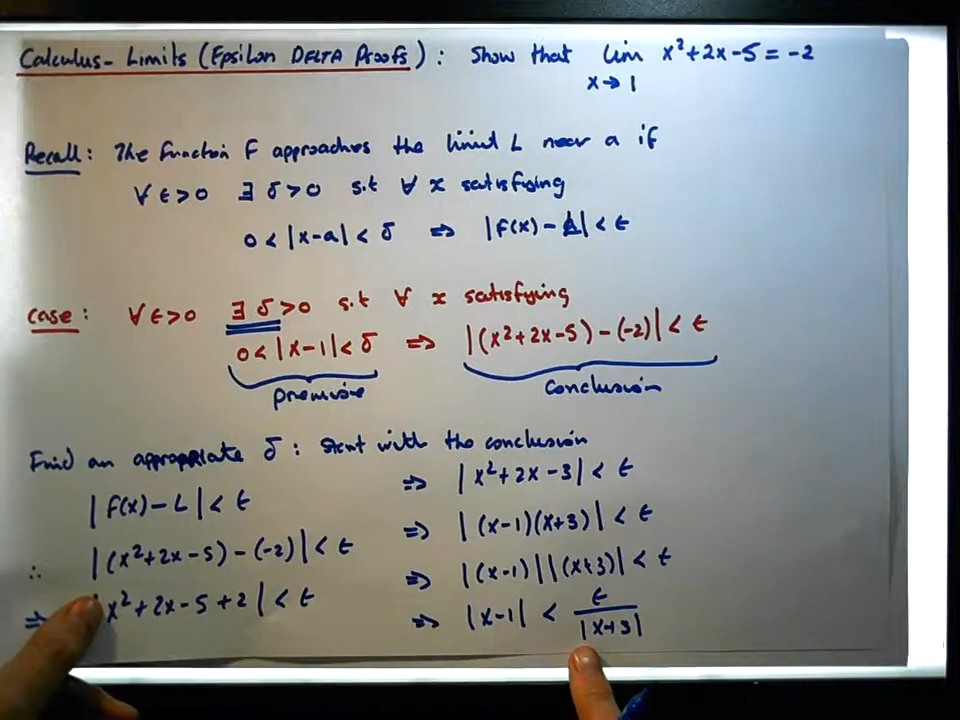 Calculus - Limits (Epsilon DELTA Proofs) : Show that lim x²+2x-5 = -2
x→1
Recall: The function F approaches the limit L near a if
∀ ε>0 ∃ δ>0 s.t ∀ x satisfying
0 < |x-a| < δ ⇒ |F(x) - L| < ε
Case: ∀ ε>0 ∃ δ>0 s.t ∀ x satisfying
0 < |x-1| < δ ⇒ |(x²+2x-5) - (-2)| < ε
premise conclusion
Find an appropriate δ: start with the conclusion
|F(x) - L| < ε
∴ |(x²+2x-5) - (-2)| < ε
⇒ |x²+2x-5+2| < ε
⇒ |x²+2x-3| < ε
⇒ |(x-1)(x+3)| < ε
⇒ |(x-1)||(x+3)| < ε
⇒ |x-1| < ε/|x+3|